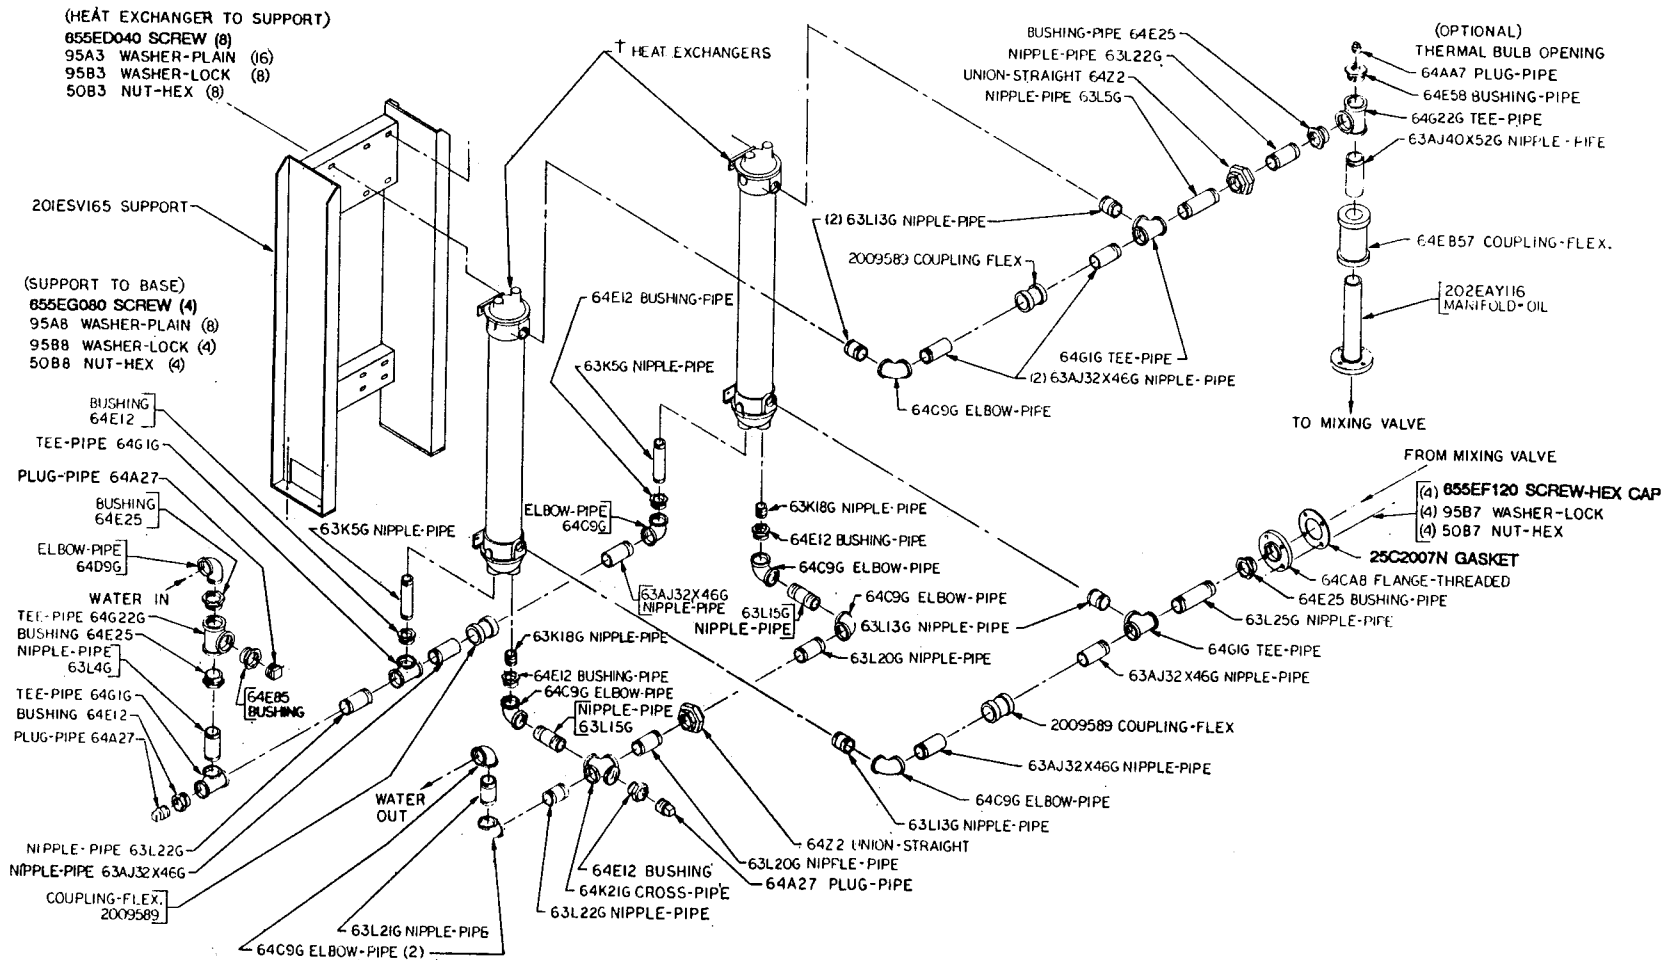 (HEAT EXCHANGER TO SUPPORT)
655ED040 SCREW (8)
95A3 WASHER-PLAIN (16)
95B3 WASHER-LOCK (8)
50B3 NUT-HEX (8)
† HEAT EXCHANGERS
BUSHING-PIPE 64E25
NIPPLE-PIPE 63L22G
UNION-STRAIGHT 64Z2
NIPPLE-PIPE 63L5G
(OPTIONAL)
THERMAL BULB OPENING
64AA7 PLUG-PIPE
64E58 BUSHING-PIPE
64G22G TEE-PIPE
63AJ40X52G NIPPLE-PIPE
201ESV165 SUPPORT
(2) 63L13G NIPPLE-PIPE
2009589 COUPLING FLEX
64EB57 COUPLING-FLEX.
202EAY116
MANIFOLD-OIL
(SUPPORT TO BASE)
655EG080 SCREW (4)
95A8 WASHER-PLAIN (8)
95B8 WASHER-LOCK (4)
50B8 NUT-HEX (4)
64E12 BUSHING-PIPE
63K5G NIPPLE-PIPE
64G1G TEE-PIPE
(2) 63AJ32X46G NIPPLE-PIPE
64C9G ELBOW-PIPE
TO MIXING VALVE
BUSHING
64E12
TEE-PIPE 64G1G
PLUG-PIPE 64A27
BUSHING
64E25
ELBOW-PIPE
64D9G
WATER IN
TEE-PIPE 64G22G
BUSHING 64E25
NIPPLE-PIPE
63L4G
TEE-PIPE 64G1G
BUSHING 64E12
PLUG-PIPE 64A27
64E85
BUSHING
63K5G NIPPLE-PIPE
ELBOW-PIPE
64C9G
63AJ32X46G
NIPPLE-PIPE
63K18G NIPPLE-PIPE
64E12 BUSHING-PIPE
64C9G ELBOW-PIPE
63L15G
NIPPLE-PIPE
64C9G ELBOW-PIPE
63L13G NIPPLE-PIPE
63L20G NIPPLE-PIPE
FROM MIXING VALVE
(4) 655EF120 SCREW-HEX CAP
(4) 95B7 WASHER-LOCK
(4) 50B7 NUT-HEX
25C2007N GASKET
64CA8 FLANGE-THREADED
64E25 BUSHING-PIPE
63L25G NIPPLE-PIPE
64G1G TEE-PIPE
63AJ32X46G NIPPLE-PIPE
2009589 COUPLING-FLEX
63AJ32X46G NIPPLE-PIPE
64C9G ELBOW-PIPE
63L13G NIPPLE-PIPE
63K18G NIPPLE-PIPE
64E12 BUSHING-PIPE
64C9G ELBOW-PIPE
NIPPLE-PIPE
63L15G
WATER
OUT
64Z2 UNION-STRAIGHT
63L20G NIPPLE-PIPE
64A27 PLUG-PIPE
64E12 BUSHING
64K21G CROSS-PIPE
63L22G NIPPLE-PIPE
NIPPLE-PIPE 63L22G
NIPPLE-PIPE 63AJ32X46G
COUPLING-FLEX.
2009589
63L21G NIPPLE-PIPE
64C9G ELBOW-PIPE (2)